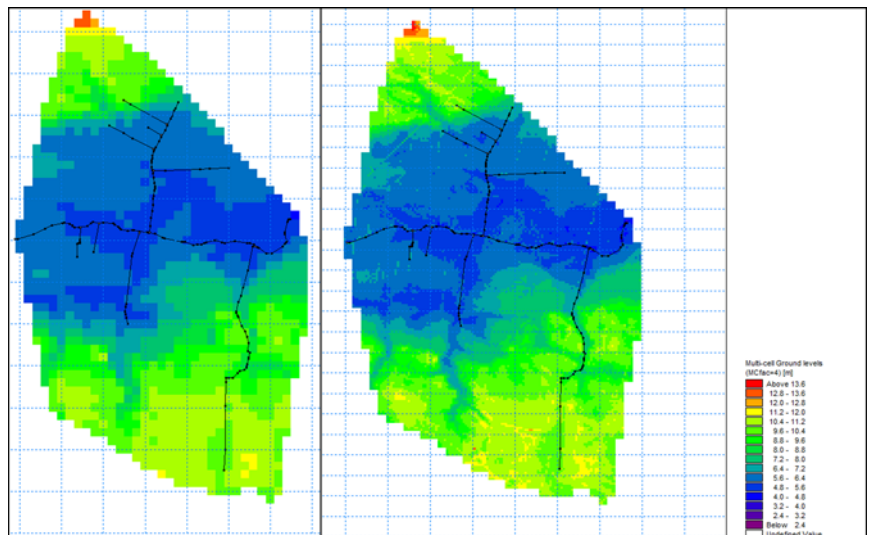 Multi-cell Ground levels
(MCfac=4) [m]
Above 13.6
12.8 - 13.6
12.0 - 12.8
11.2 - 12.0
10.4 - 11.2
9.6 - 10.4
8.8 - 9.6
8.0 - 8.8
7.2 - 8.0
6.4 - 7.2
5.6 - 6.4
4.8 - 5.6
4.0 - 4.8
3.2 - 4.0
2.4 - 3.2
Below 2.4
Undefined Value